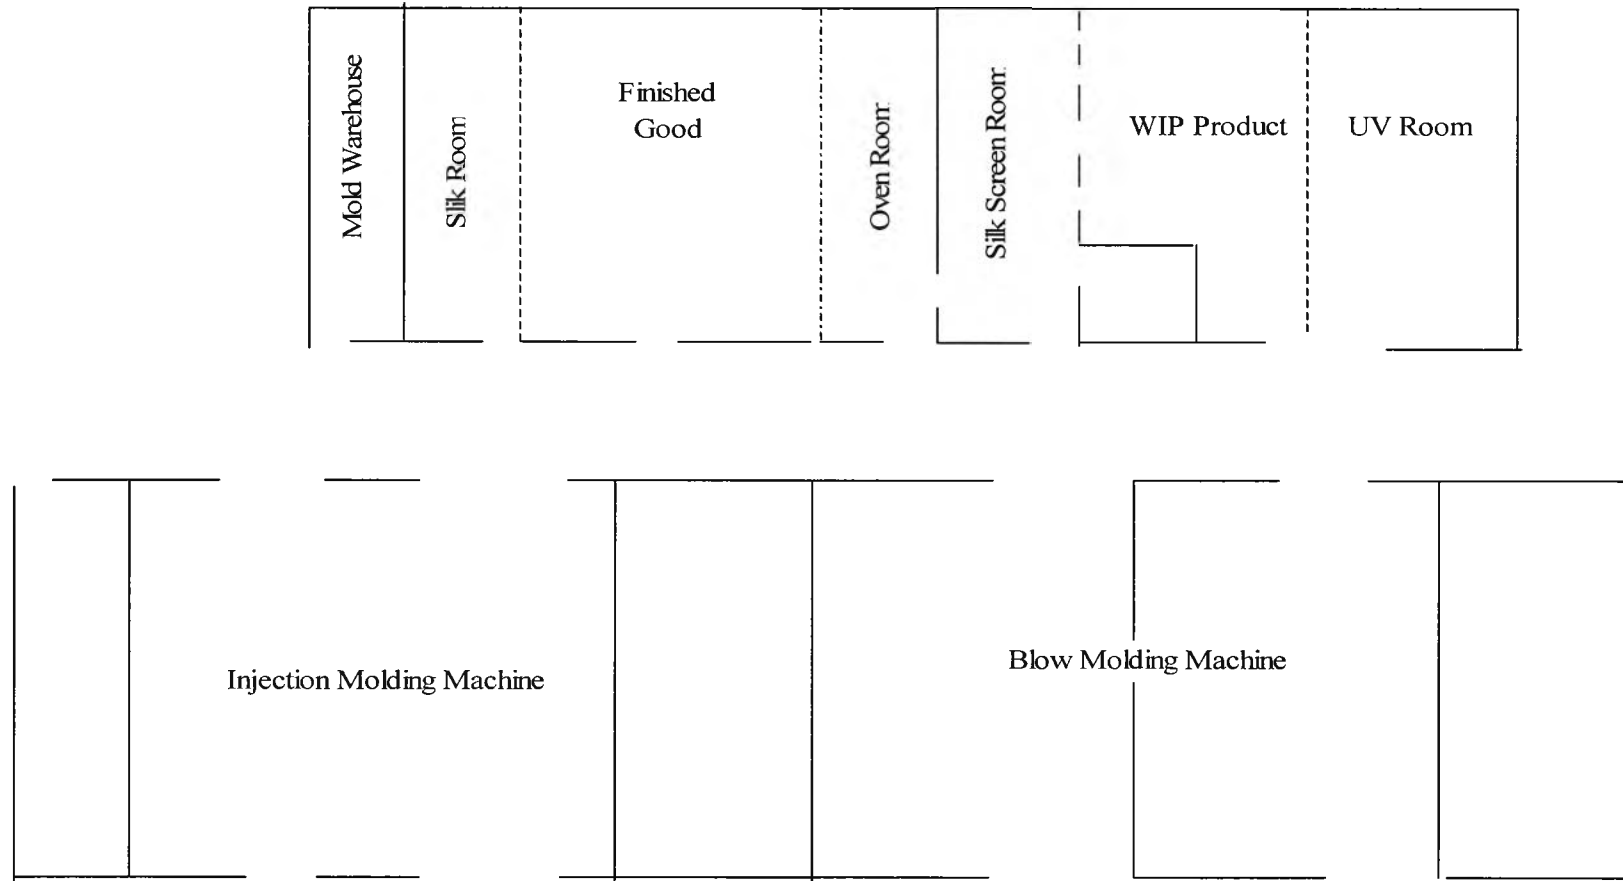 Mold Warehouse
Slik Room
Finished
Good
Oven Room
Silk Screen Room
WIP Product
UV Room
Injection Molding Machine
Blow Molding Machine